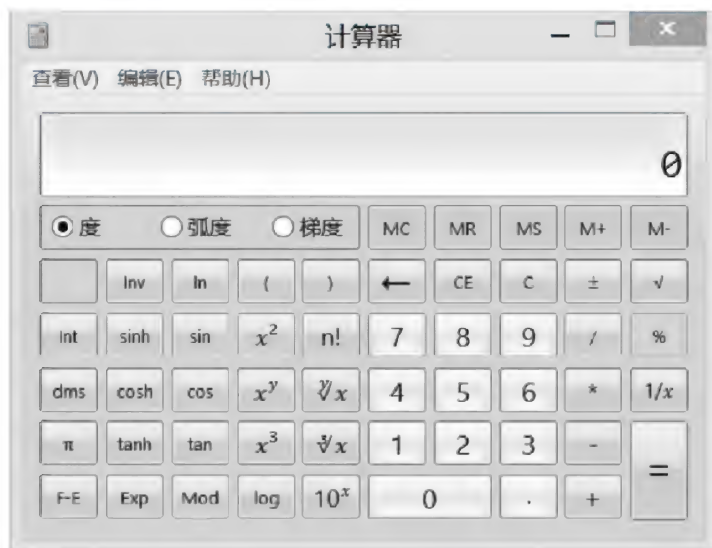 计算器
查看(V) 编辑(E) 帮助(H)
0
度 弧度 梯度 MC MR MS M+ M-
Inv ln ( ) ← CE C ± √
Int sinh sin x² n! 7 8 9 / %
dms cosh cos xʸ ʸ√x 4 5 6 * 1/x
π tanh tan x³ ³√x 1 2 3 - =
F-E Exp Mod log 10ˣ 0 . +